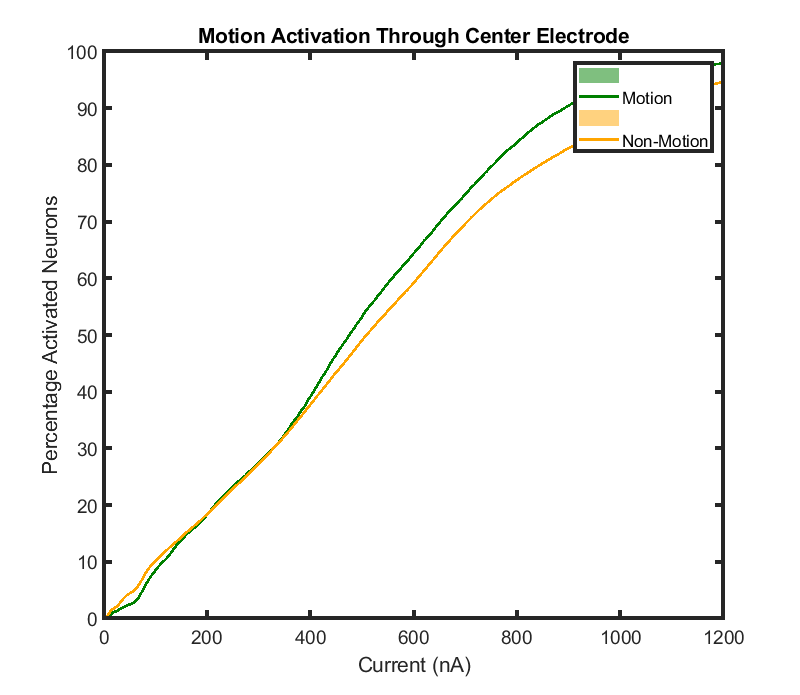 Motion Activation Through Center Electrode
100
90
80
70
60
50
40
30
20
10
0
Percentage Activated Neurons
Motion
Non-Motion
0 200 400 600 800 1000 1200
Current (nA)